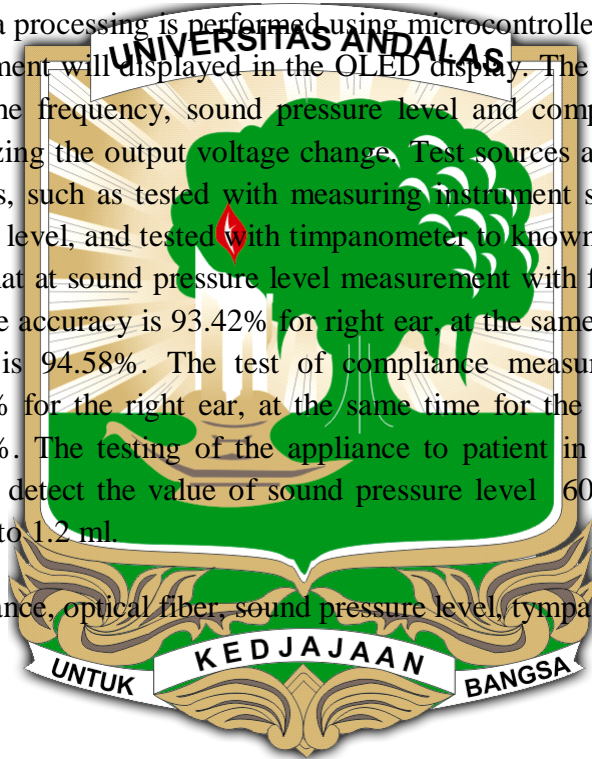 a processing is performed using microcontrolle
UNIVERSITAS ANDALAS
ment will displayed in the OLED display. The
ne frequency, sound pressure level and comp
zing the output voltage change. Test sources a
s, such as tested with measuring instrument s
level, and tested with timpanometer to known
hat at sound pressure level measurement with f
e accuracy is 93.42% for right ear, at the same
is 94.58%. The test of compliance measur
% for the right ear, at the same time for the
%. The testing of the appliance to patient in
detect the value of sound pressure level 60
to 1.2 ml.
ance, optical fiber, sound pressure level, tympa
UNTUK KEDJAJAAN BANGSA